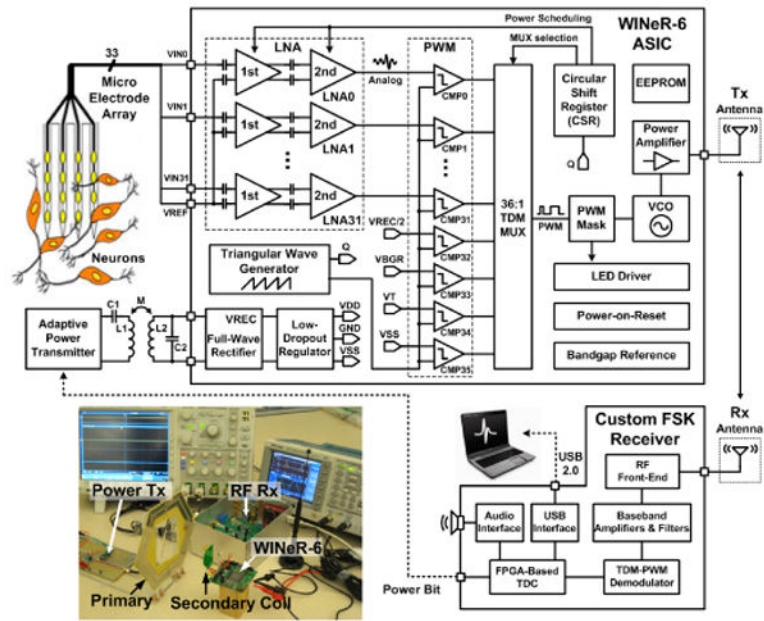 33
Micro
Electrode
Array
Neurons
VIN0
VIN1
VIN31
VREF
LNA
1st
2nd
LNA0
1st
2nd
LNA1
1st
2nd
LNA31
Analog
Power Scheduling
MUX selection
PWM
CMP0
CMP1
CMP31
VREC/2
CMP32
VBGR
CMP33
VT
CMP34
VSS
CMP35
36:1
TDM
MUX
WINeR-6
ASIC
Circular
Shift
Register
(CSR)
Q
EEPROM
Power
Amplifier
VCO
PWM
PWM
Mask
LED Driver
Power-on-Reset
Bandgap Reference
Tx
Antenna
Triangular Wave
Generator
Q
Adaptive
Power
Transmitter
C1
M
L1
L2
C2
VREC
Full-Wave
Rectifier
Low-
Dropout
Regulator
VDD
GND
VSS
Power Tx
RF Rx
WINeR-6
Primary
Secondary Coil
Power Bit
USB
2.0
Custom FSK
Receiver
Rx
Antenna
RF
Front-End
Audio
Interface
USB
Interface
Baseband
Amplifiers & Filters
FPGA-Based
TDC
TDM-PWM
Demodulator